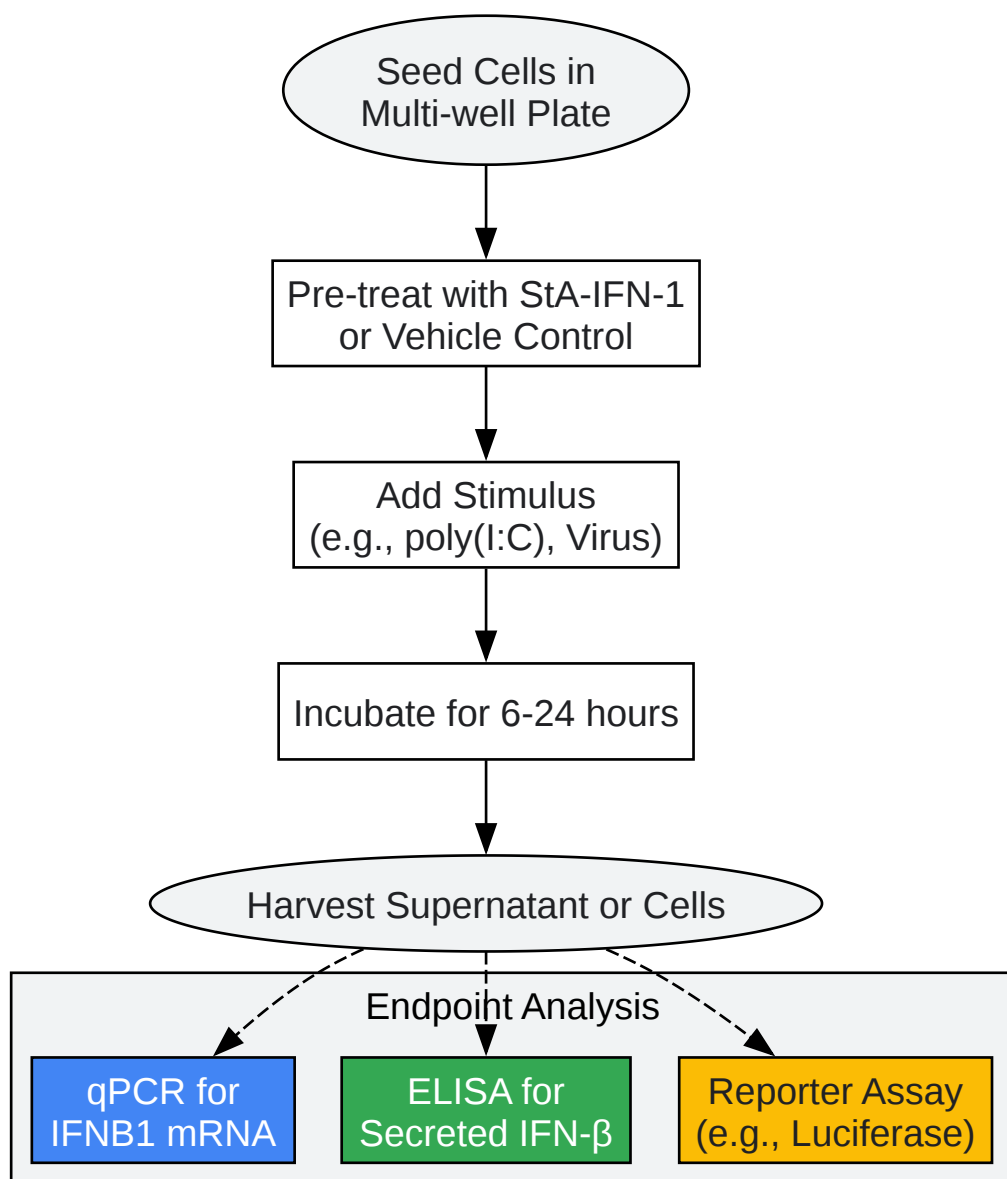 Seed Cells in
Multi-well Plate
Pre-treat with StA-IFN-1
or Vehicle Control
Add Stimulus
(e.g., poly(I:C), Virus)
Incubate for 6-24 hours
Harvest Supernatant or Cells
Endpoint Analysis
qPCR for
IFNB1 mRNA
ELISA for
Secreted IFN-β
Reporter Assay
(e.g., Luciferase)